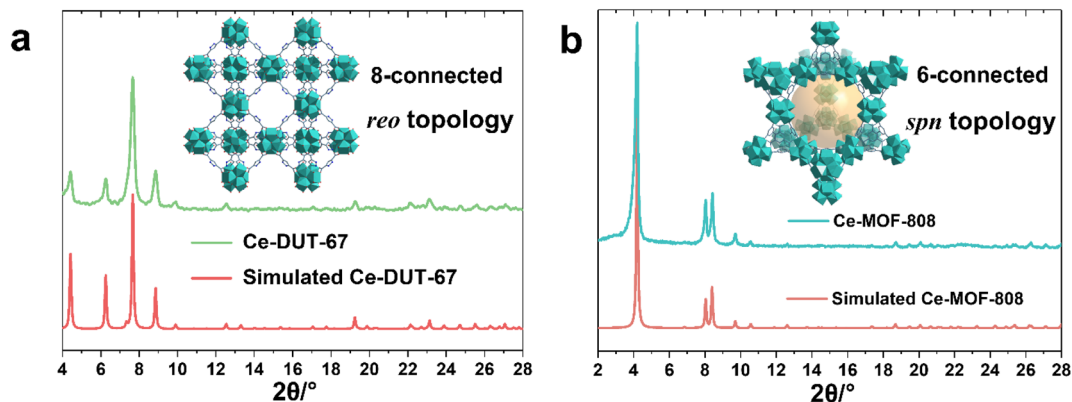 a
8-connected
reo topology
Ce-DUT-67
Simulated Ce-DUT-67
4 6 8 10 12 14 16 18 20 22 24 26 28
2θ/°
b
6-connected
spn topology
Ce-MOF-808
Simulated Ce-MOF-808
2 4 6 8 10 12 14 16 18 20 22 24 26 28
2θ/°